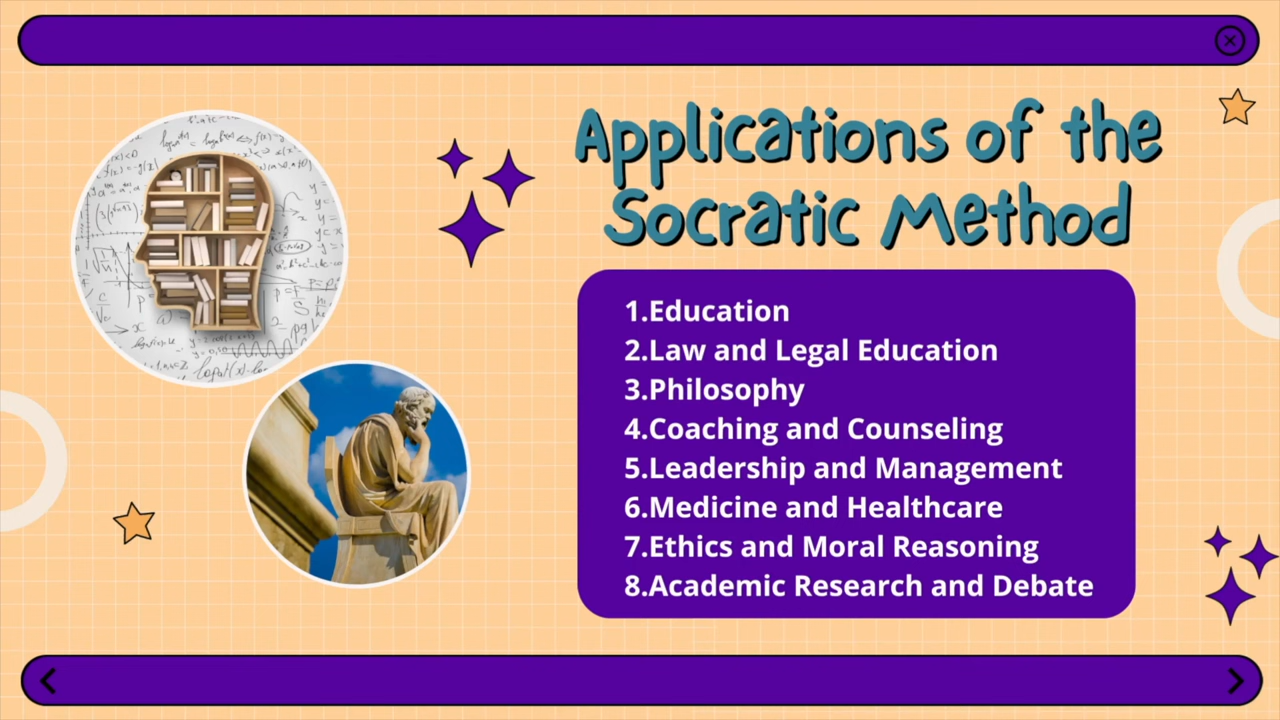 Applications of the
Socratic Method
1.Education
2.Law and Legal Education
3.Philosophy
4.Coaching and Counseling
5.Leadership and Management
6.Medicine and Healthcare
7.Ethics and Moral Reasoning
8.Academic Research and Debate